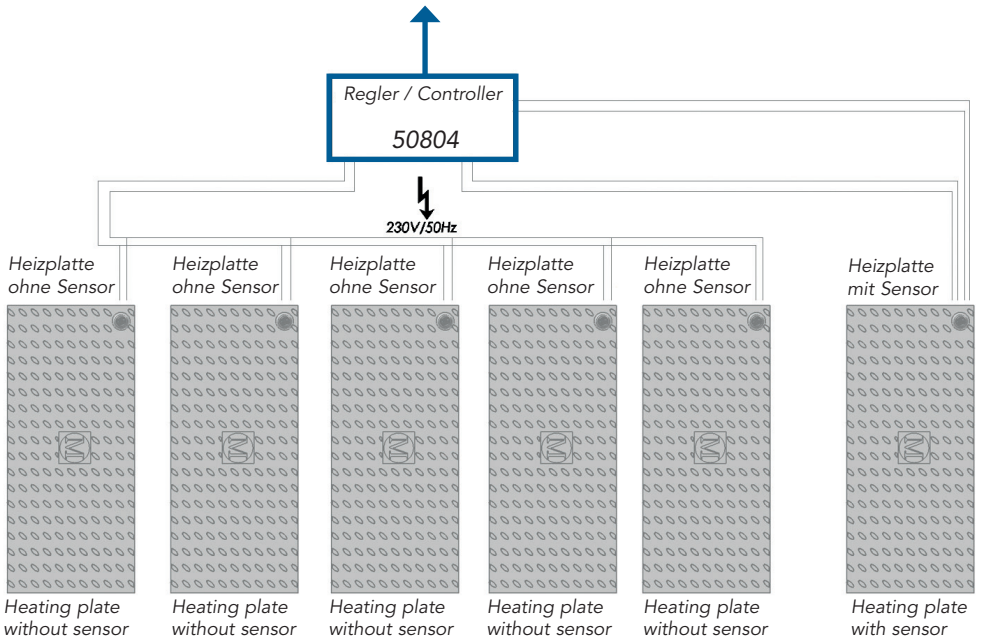 Regler / Controller
50804
230V/50Hz
Heizplatte
ohne Sensor
Heizplatte
ohne Sensor
Heizplatte
ohne Sensor
Heizplatte
ohne Sensor
Heizplatte
ohne Sensor
Heizplatte
mit Sensor
Heating plate
without sensor
Heating plate
without sensor
Heating plate
without sensor
Heating plate
without sensor
Heating plate
without sensor
Heating plate
with sensor